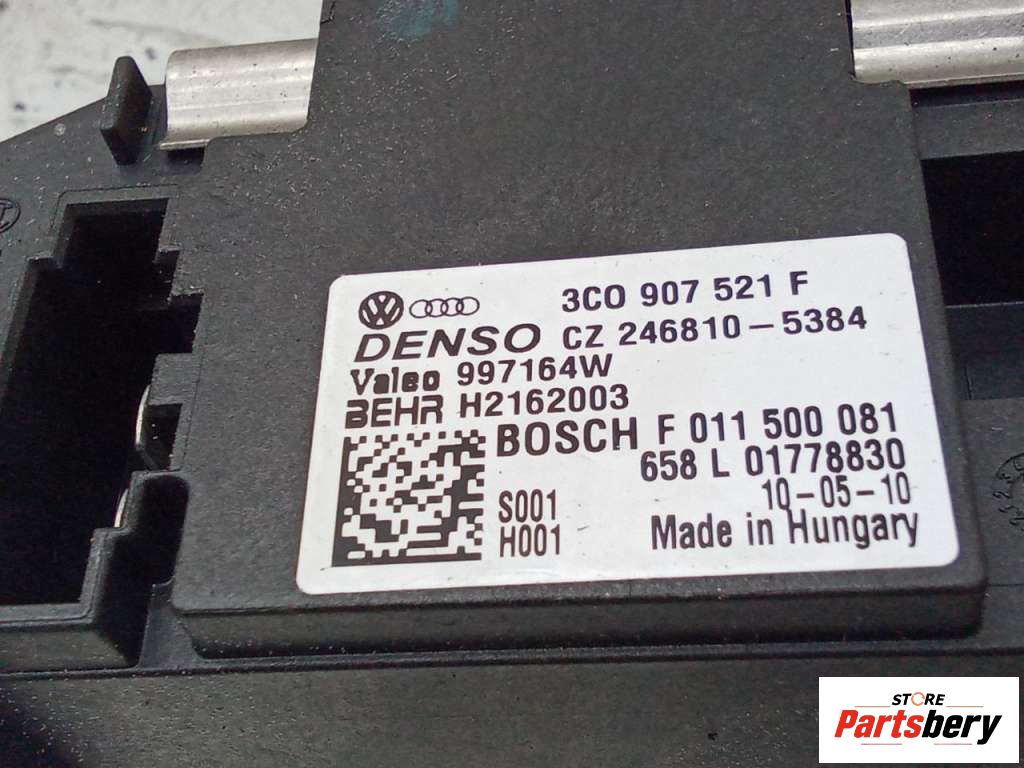 3C0 907 521 F
DENSO CZ 246810-5384
Valeo 997164W
BEHR H2162003
BOSCH F 011 500 081
658 L 01778830
S001 10-05-10
H001 Made in Hungary
STORE
Partsbery